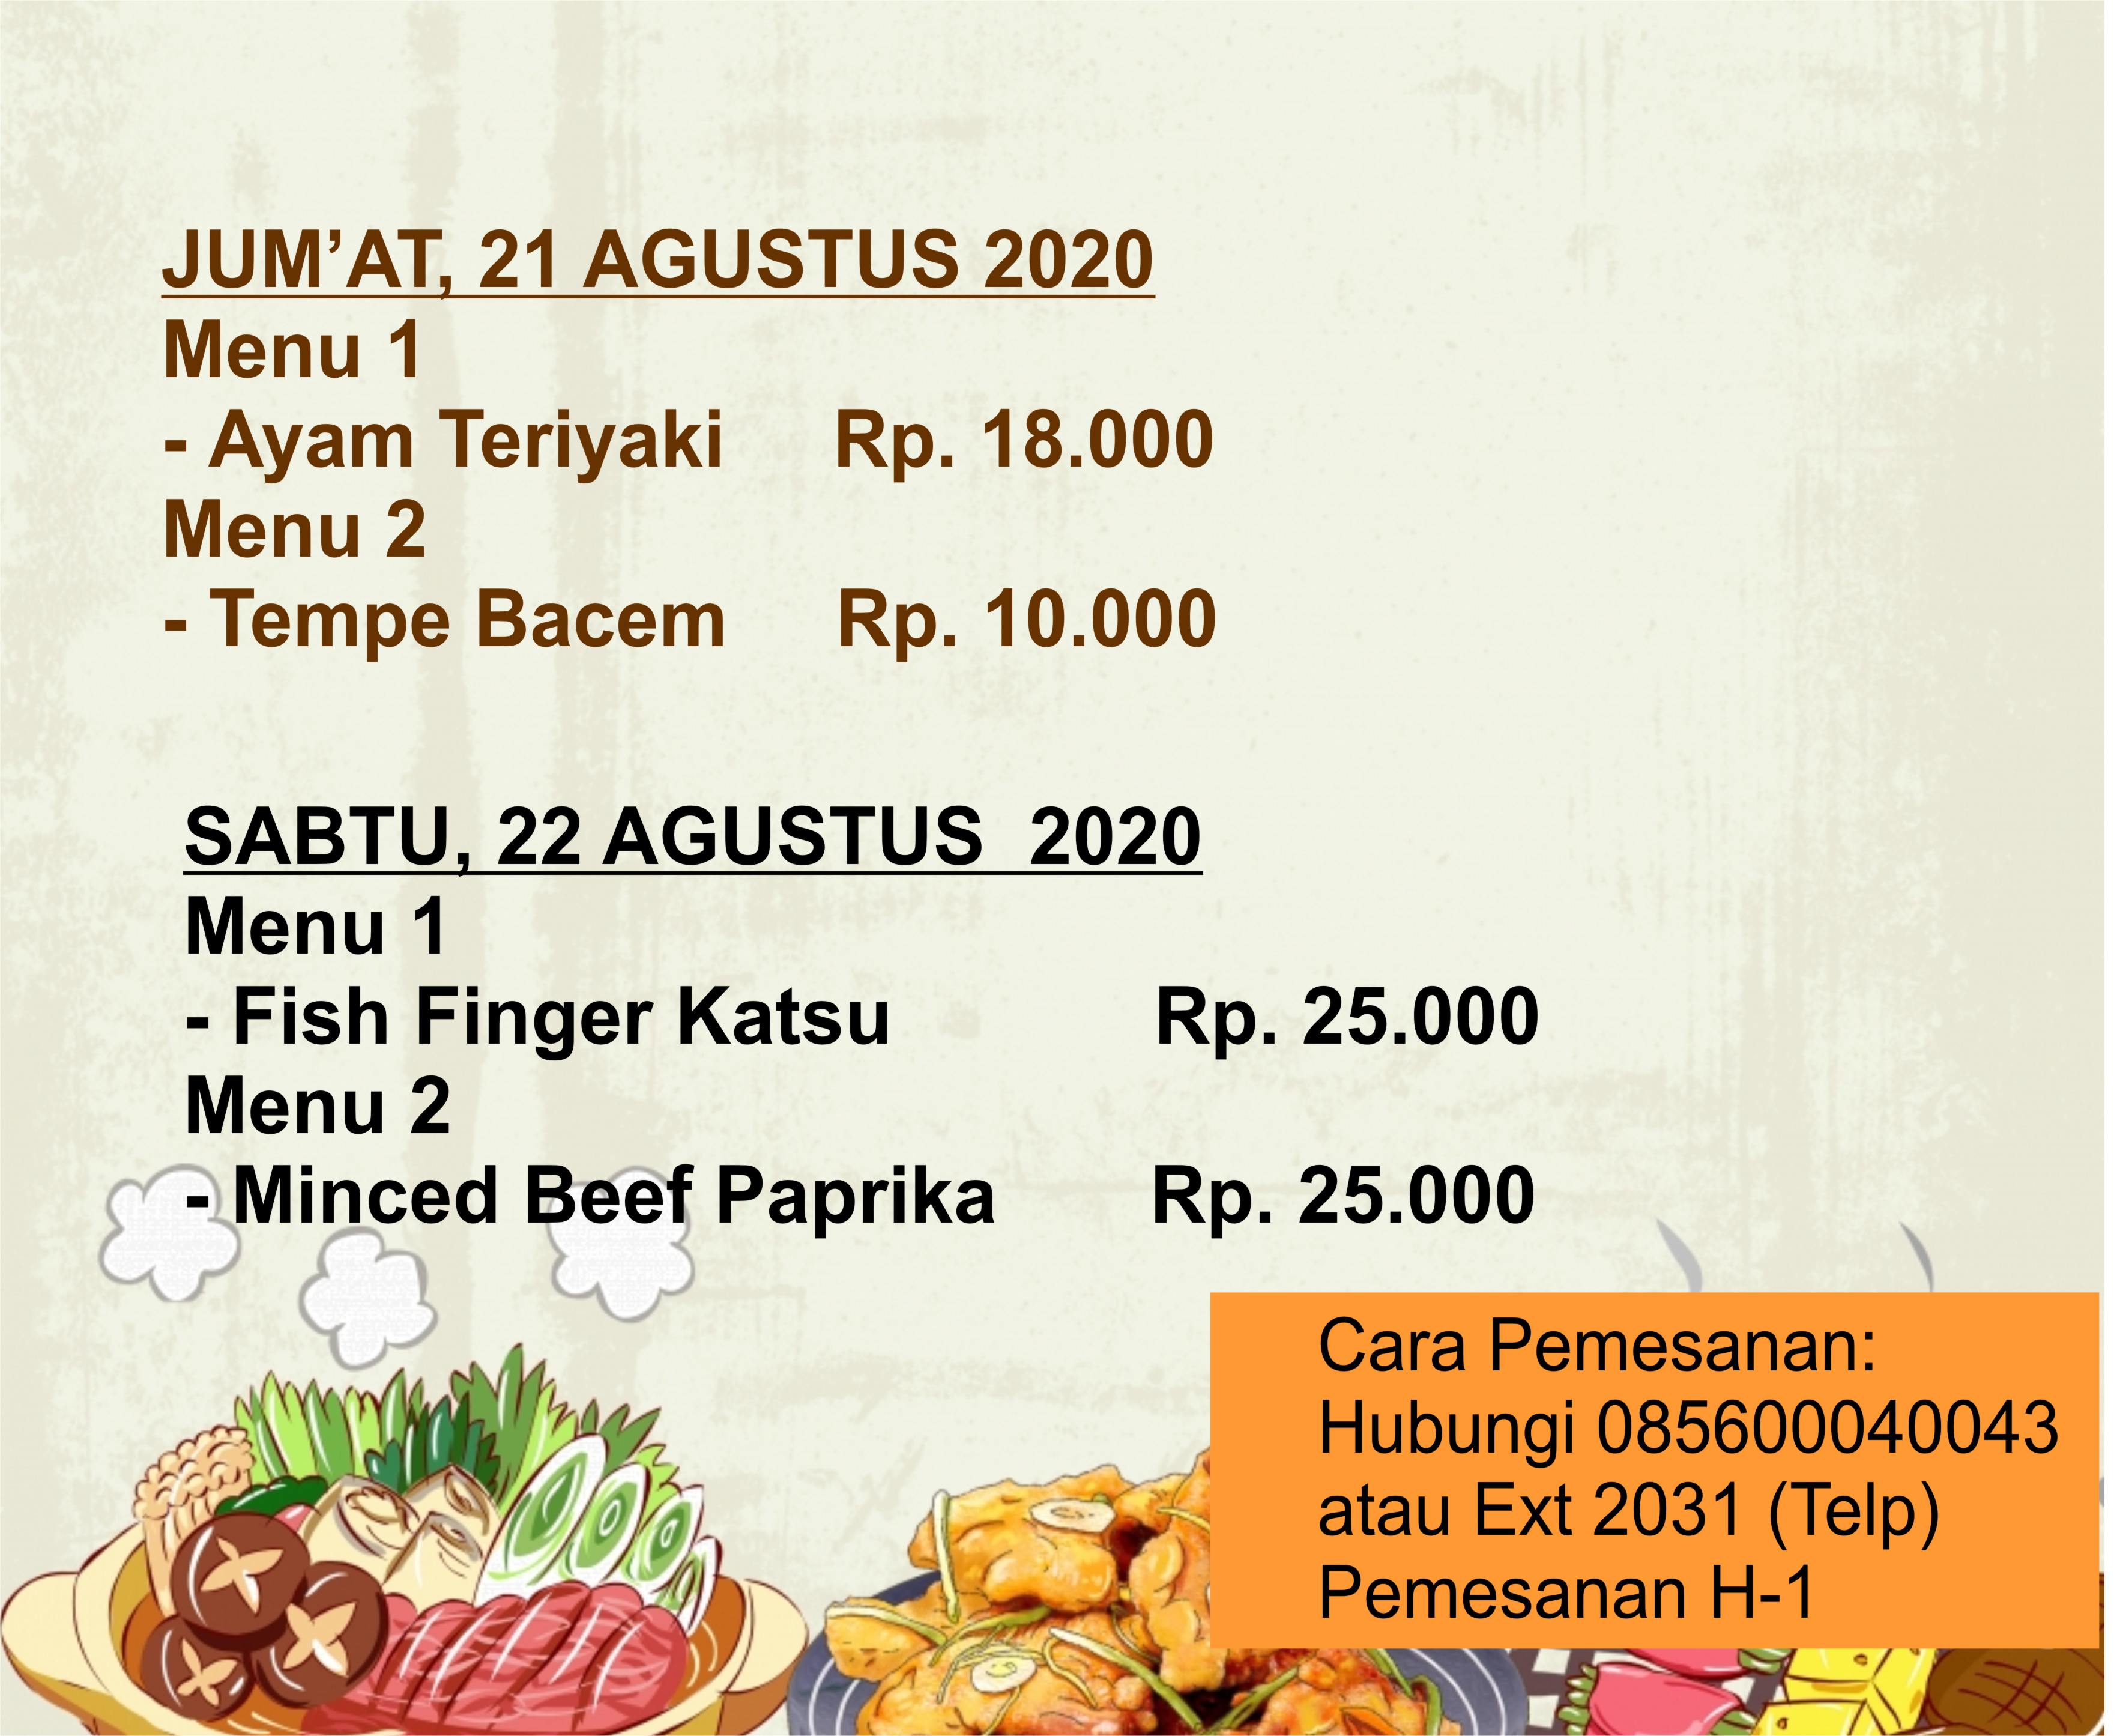 JUM’AT, 21 AGUSTUS 2020
Menu 1
- Ayam Teriyaki Rp. 18.000
Menu 2
- Tempe Bacem Rp. 10.000
SABTU, 22 AGUSTUS 2020
Menu 1
- Fish Finger Katsu Rp. 25.000
Menu 2
- Minced Beef Paprika Rp. 25.000
Cara Pemesanan:
Hubungi 085600040043
atau Ext 2031 (Telp)
Pemesanan H-1